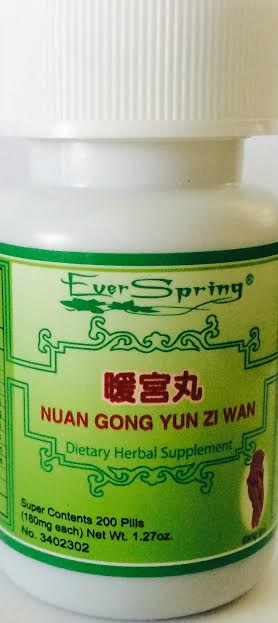 Ever Spring®
暖宮丸
NUAN GONG YUN ZI WAN
Dietary Herbal Supplement
Super Contents 200 Pills
(180mg each) Net Wt. 1.27oz.
No. 3402302